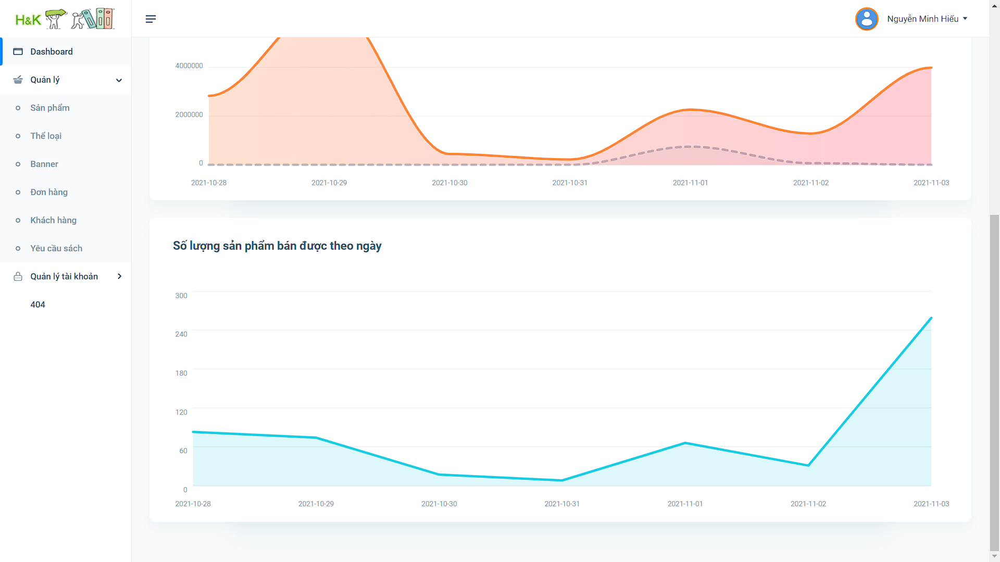 H&K
Nguyễn Minh Hiếu
Dashboard
Quản lý
Sản phẩm
Thể loại
Banner
Đơn hàng
Khách hàng
Yêu cầu sách
Quản lý tài khoản
404
4000000
2000000
0
2021-10-28 2021-10-29 2021-10-30 2021-10-31 2021-11-01 2021-11-02 2021-11-03
Số lượng sản phẩm bán được theo ngày
300
240
180
120
60
0
2021-10-28 2021-10-29 2021-10-30 2021-10-31 2021-11-01 2021-11-02 2021-11-03